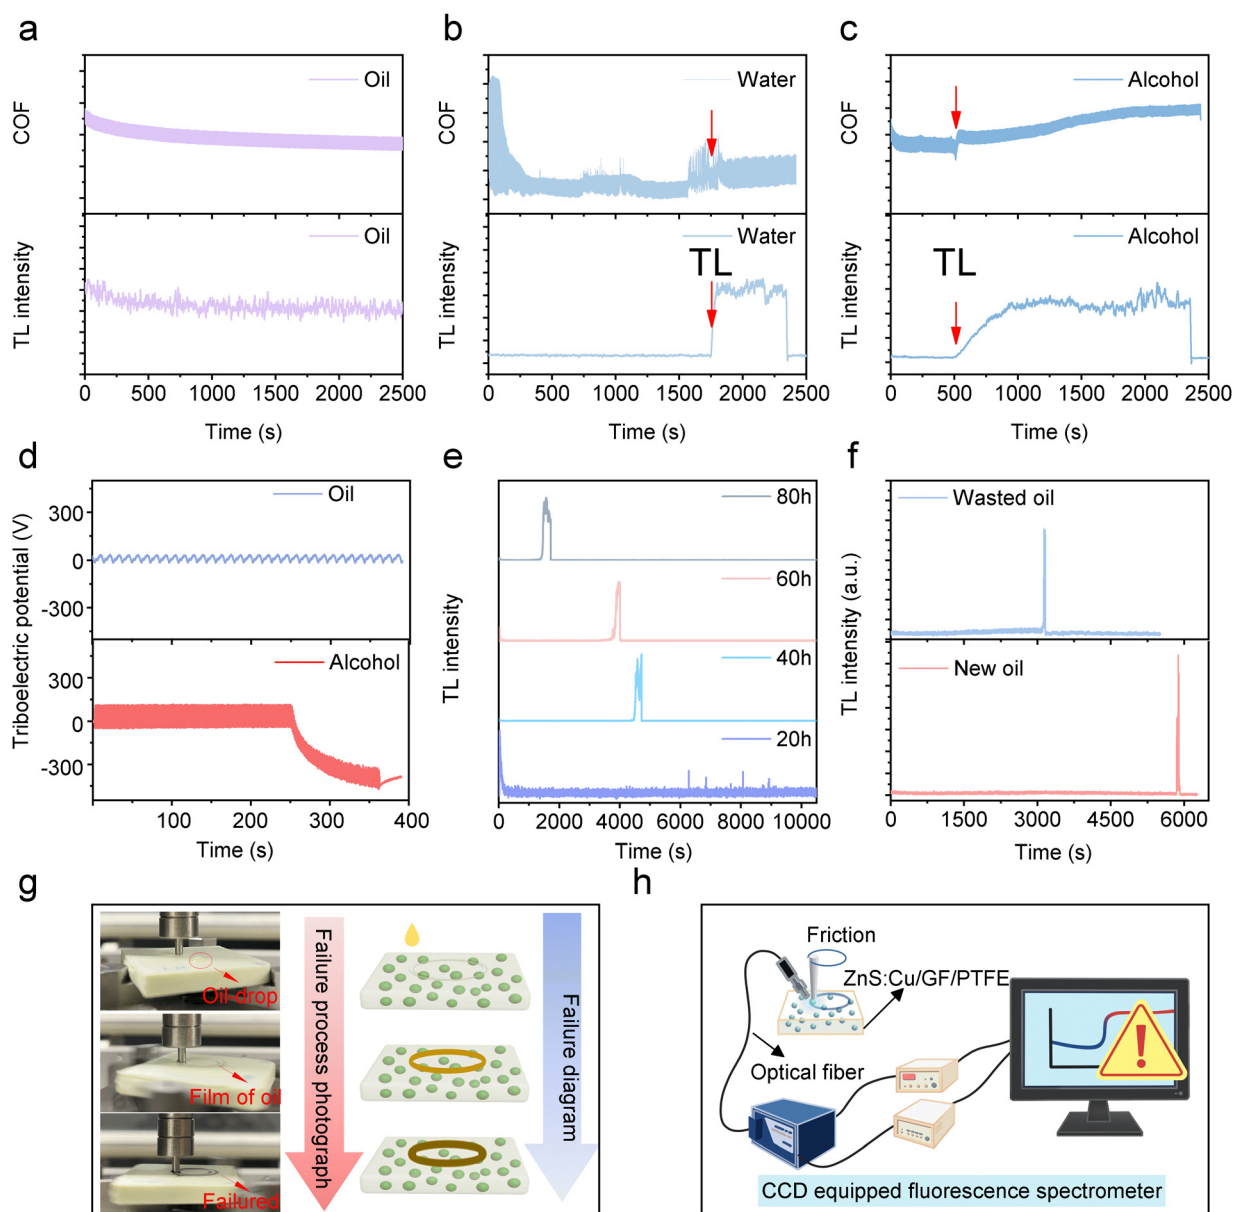 a
b
c
COF
Oil
COF
Water
COF
Alcohol
TL intensity
Oil
TL intensity
Water
TL
TL intensity
Alcohol
TL
0 500 1000 1500 2000 2500
0 500 1000 1500 2000 2500
0 500 1000 1500 2000 2500
Time (s)
Time (s)
Time (s)
d
e
f
Triboelectric potential (V)
300
0
-300
Oil
300
0
-300
Alcohol
100 200 300 400
Time (s)
TL intensity
80h
60h
40h
20h
0 2000 4000 6000 8000 10000
Time (s)
TL intensity (a.u.)
Wasted oil
New oil
0 1500 3000 4500 6000
Time (s)
g
h
Oil drop
Film of oil
Failured
Failure process photograph
Failure diagram
Friction
ZnS:Cu/GF/PTFE
Optical fiber
!
CCD equipped fluorescence spectrometer